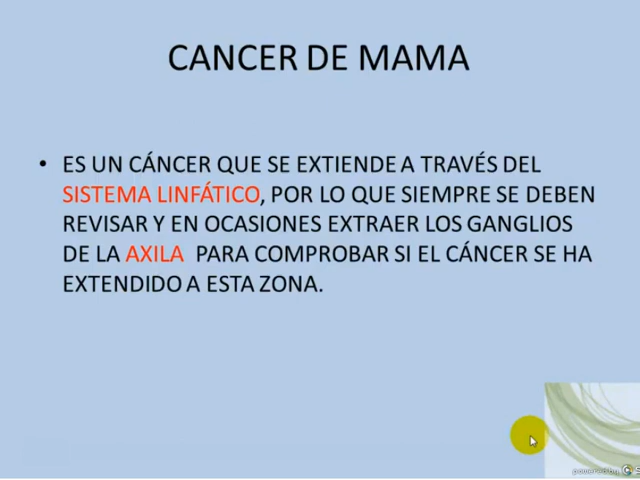 CANCER DE MAMA
• ES UN CÁNCER QUE SE EXTIENDE A TRAVÉS DEL
SISTEMA LINFÁTICO, POR LO QUE SIEMPRE SE DEBEN
REVISAR Y EN OCASIONES EXTRAER LOS GANGLIOS
DE LA AXILA PARA COMPROBAR SI EL CÁNCER SE HA
EXTENDIDO A ESTA ZONA.
powered by